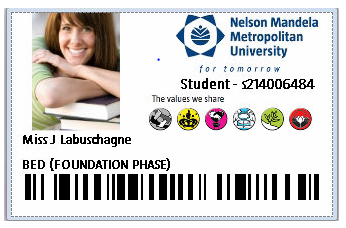 Nelson Mandela
Metropolitan
University
for tomorrow
Student - s214006484
The values we share
Miss J Labuschagne
BED (FOUNDATION PHASE)